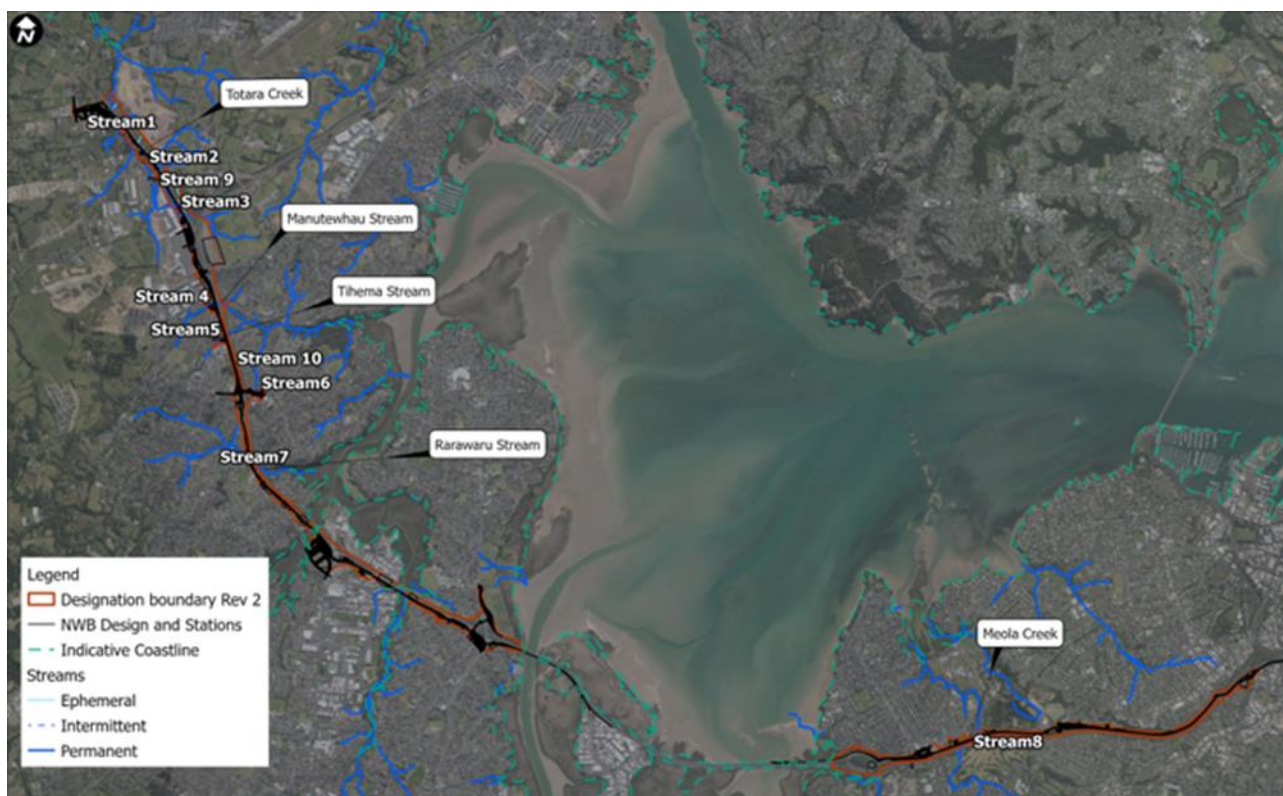 N
Totara Creek
Stream1
Stream2
Stream 9
Stream3
Manutewhau Stream
Stream 4
Tihema Stream
Stream5
Stream 10
Stream6
Rarawaru Stream
Stream7
Legend
Designation boundary Rev 2
NWB Design and Stations
Indicative Coastline
Streams
Ephemeral
Intermittent
Permanent
Meola Creek
Stream8